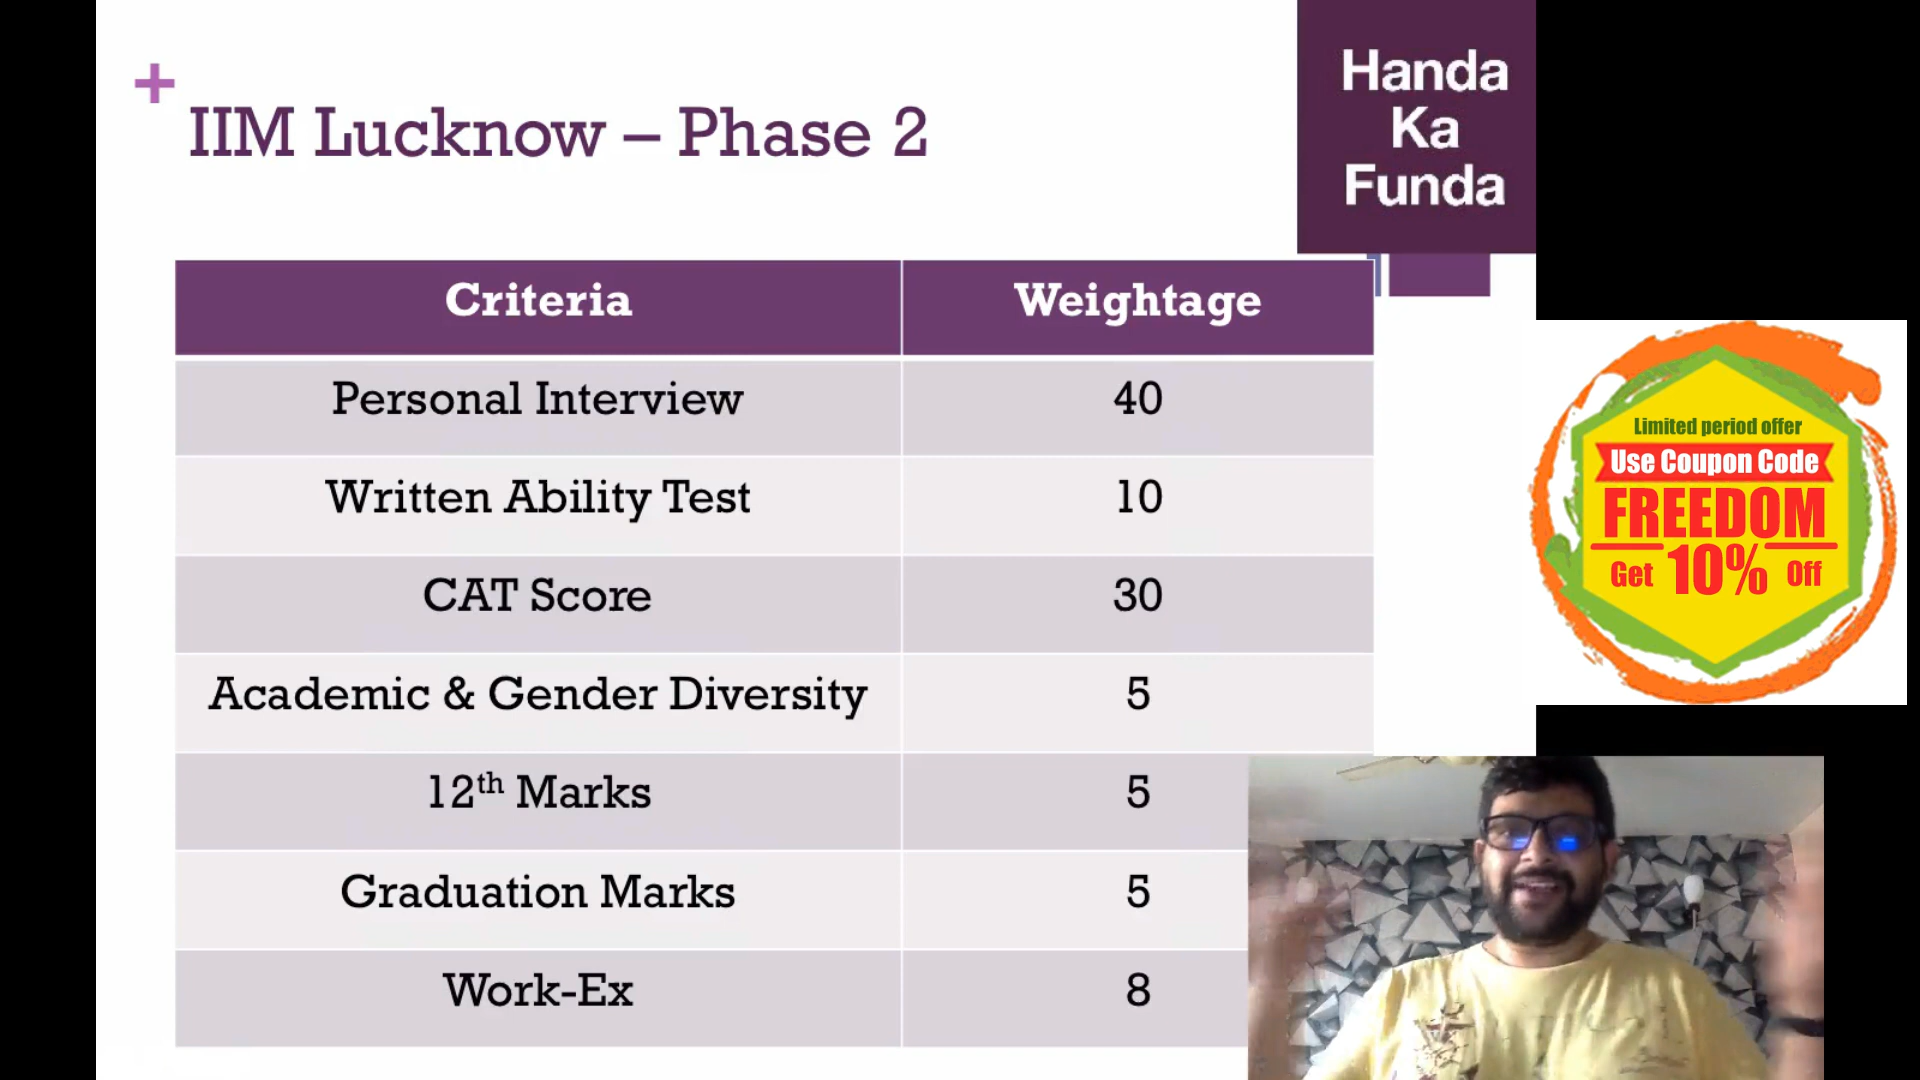 +
IIM Lucknow – Phase 2
Handa
Ka
Funda
Criteria Weightage
Personal Interview 40
Written Ability Test 10
CAT Score 30
Academic & Gender Diversity 5
12th Marks 5
Graduation Marks 5
Work-Ex 8
Limited period offer
Use Coupon Code
FREEDOM
Get 10% Off